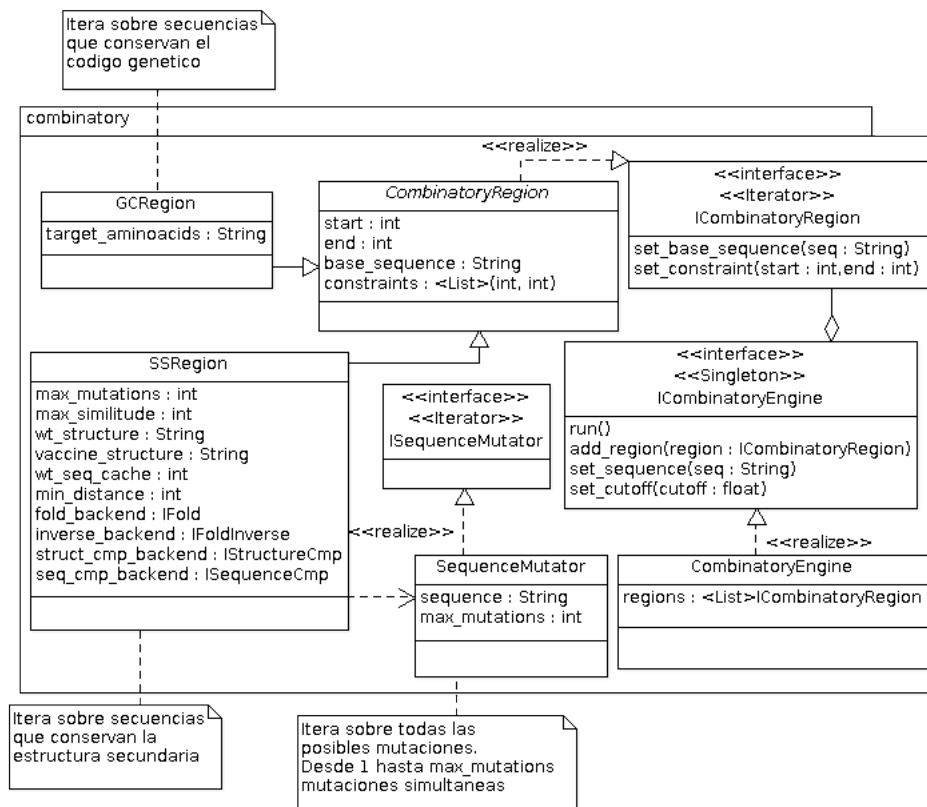 Itera sobre secuencias
que conservan el
codigo genetico
combinatory
<<realize>>
GCRegion
target_aminoacids : String
CombinatoryRegion
start : int
end : int
base_sequence : String
constraints : <List>(int, int)
<<interface>>
<<Iterator>>
ICombinatoryRegion
set_base_sequence(seq : String)
set_constraint(start : int,end : int)
SSRegion
max_mutations : int
max_similitude : int
wt_structure : String
vaccine_structure : String
wt_seq_cache : int
min_distance : int
fold_backend : IFold
inverse_backend : IFoldInverse
struct_cmp_backend : IStructureCmp
seq_cmp_backend : ISequenceCmp
<<interface>>
<<Iterator>>
ISequenceMutator
<<interface>>
<<Singleton>>
ICombinatoryEngine
run()
add_region(region : ICombinatoryRegion)
set_sequence(seq : String)
set_cutoff(cutoff : float)
<<realize>>
<<realize>>
SequenceMutator
sequence : String
max_mutations : int
CombinatoryEngine
regions : <List>ICombinatoryRegion
Itera sobre secuencias
que conservan la
estructura secundaria
Itera sobre todas las
posibles mutaciones.
Desde 1 hasta max_mutations
mutaciones simultaneas